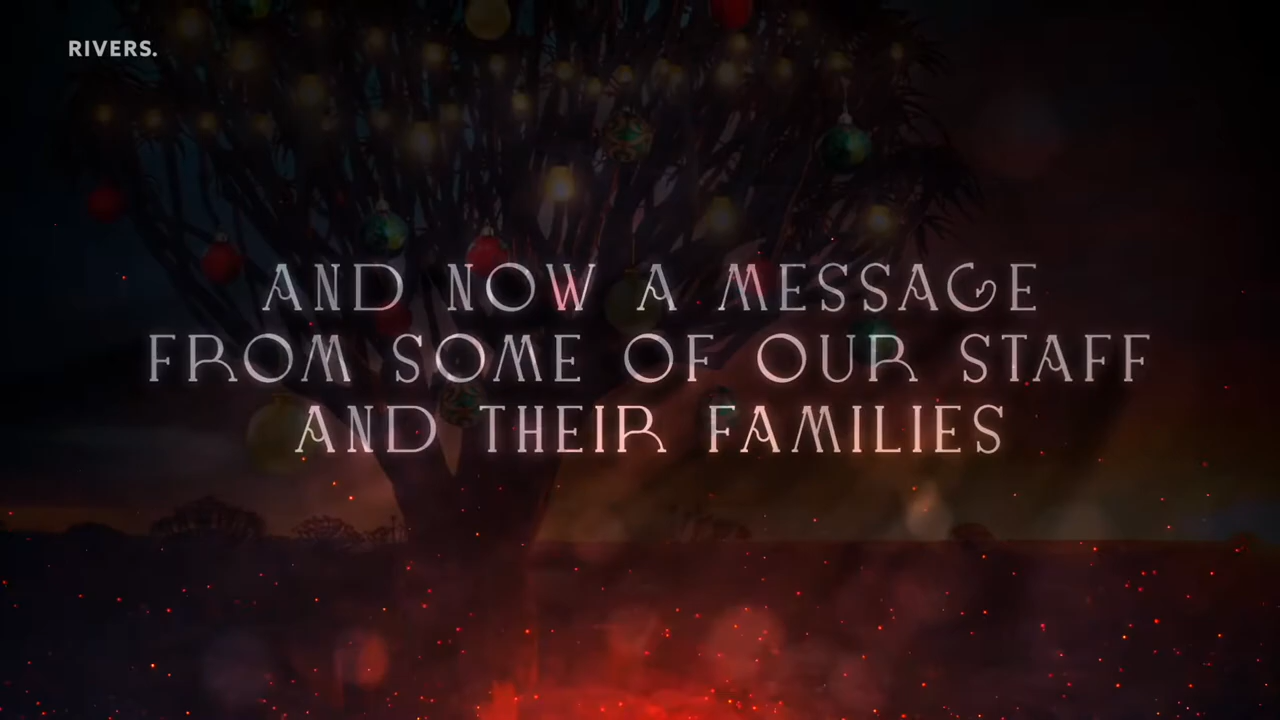 RIVERS.
AND NOW A MESSAGE
FROM SOME OF OUR STAFF
AND THEIR FAMILIES